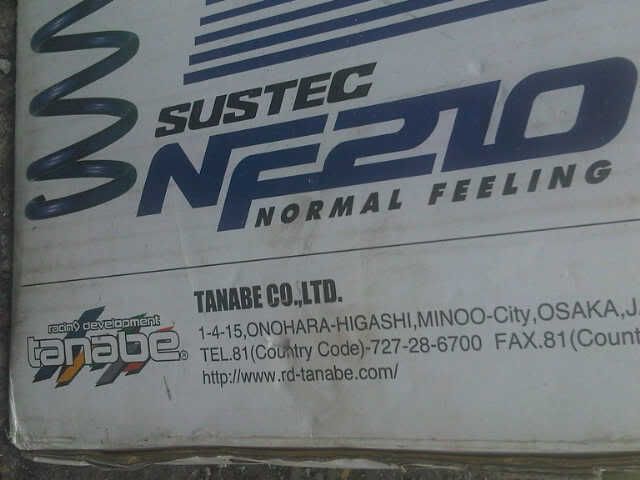 SUSTEC
NF210
NORMAL FEELING
TANABE CO.,LTD.
racing development
tanabe®
1-4-15,ONOHARA-HIGASHI,MINOO-City,OSAKA,J
TEL.81(Country Code)-727-28-6700 FAX.81(Count
http://www.rd-tanabe.com/